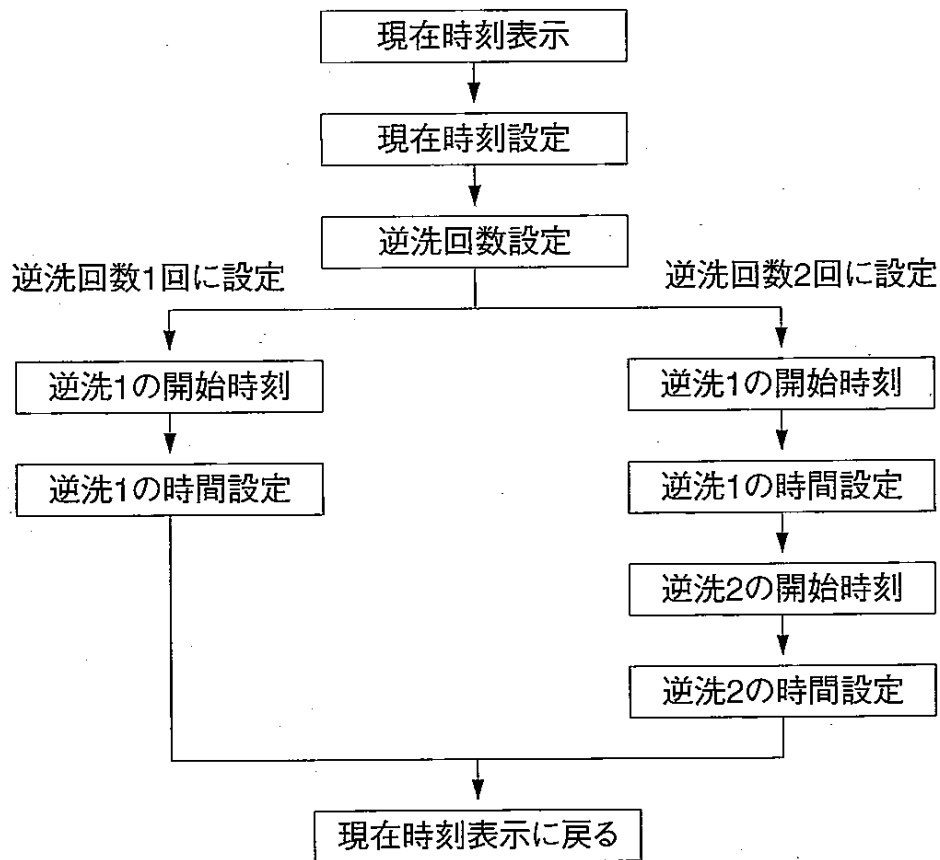 現在時刻表示
現在時刻設定
逆洗回数設定
逆洗回数1回に設定
逆洗回数2回に設定
逆洗1の開始時刻
逆洗1の時間設定
逆洗1の開始時刻
逆洗1の時間設定
逆洗2の開始時刻
逆洗2の時間設定
現在時刻表示に戻る